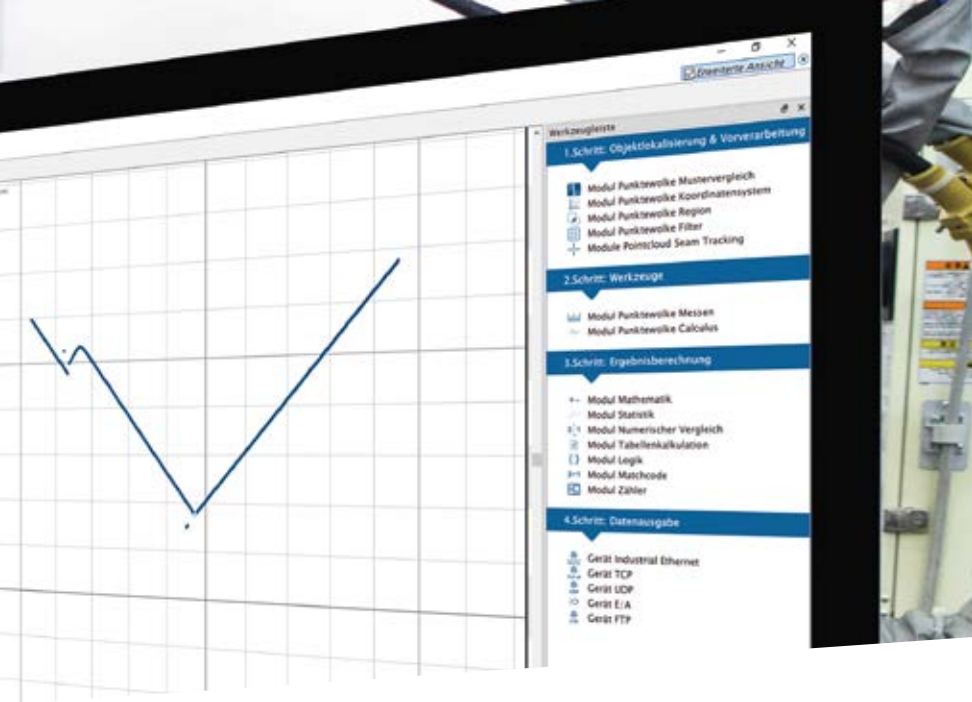 Erweiterte Ansicht
Werkzeugleiste
1.Schritt: Objektlokalisierung & Vorverarbeitung
Modul Punktewolke Mustervergleich
Modul Punktewolke Koordinatensystem
Modul Punktewolke Region
Modul Punktewolke Filter
Module Pointcloud Seam Tracking
2.Schritt: Werkzeuge
Modul Punktewolke Messen
Modul Punktewolke Calculus
3.Schritt: Ergebnisberechnung
Modul Mathematik
Modul Statistik
Modul Numerischer Vergleich
Modul Tabellenkalkulation
Modul Logik
Modul Matchcode
Modul Zähler
4.Schritt: Datenausgabe
Gerät Industrial Ethernet
Gerät TCP
Gerät UDP
Gerät E/A
Gerät FTP